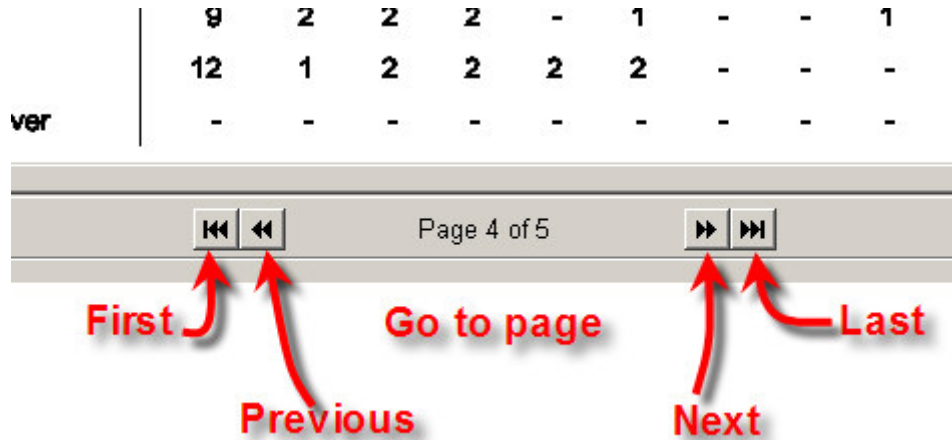 9 2 2 2 - 1 - - 1
12 1 2 2 2 2 - - -
ver - - - - - - - - -
Page 4 of 5
First Go to page Last
Previous Next